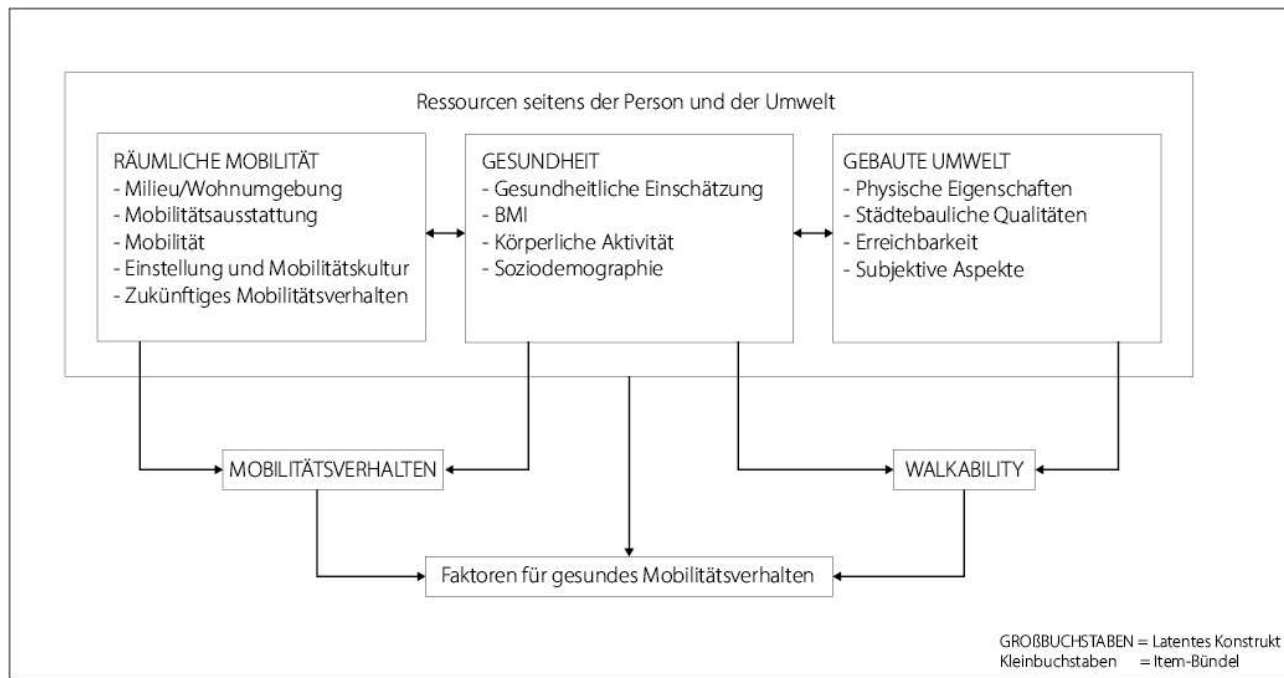 Ressourcen seitens der Person und der Umwelt
RÄUMLICHE MOBILITÄT
- Milieu/Wohnumgebung
- Mobilitätsausstattung
- Mobilität
- Einstellung und Mobilitätskultur
- Zukünftiges Mobilitätsverhalten
GESUNDHEIT
- Gesundheitliche Einschätzung
- BMI
- Körperliche Aktivität
- Soziodemographie
GEBAUTE UMWELT
- Physische Eigenschaften
- Städtebauliche Qualitäten
- Erreichbarkeit
- Subjektive Aspekte
MOBILITÄTSVERHALTEN
WALKABILITY
Faktoren für gesundes Mobilitätsverhalten
GROßBUCHSTABEN = Latentes Konstrukt
Kleinbuchstaben = Item-Bündel